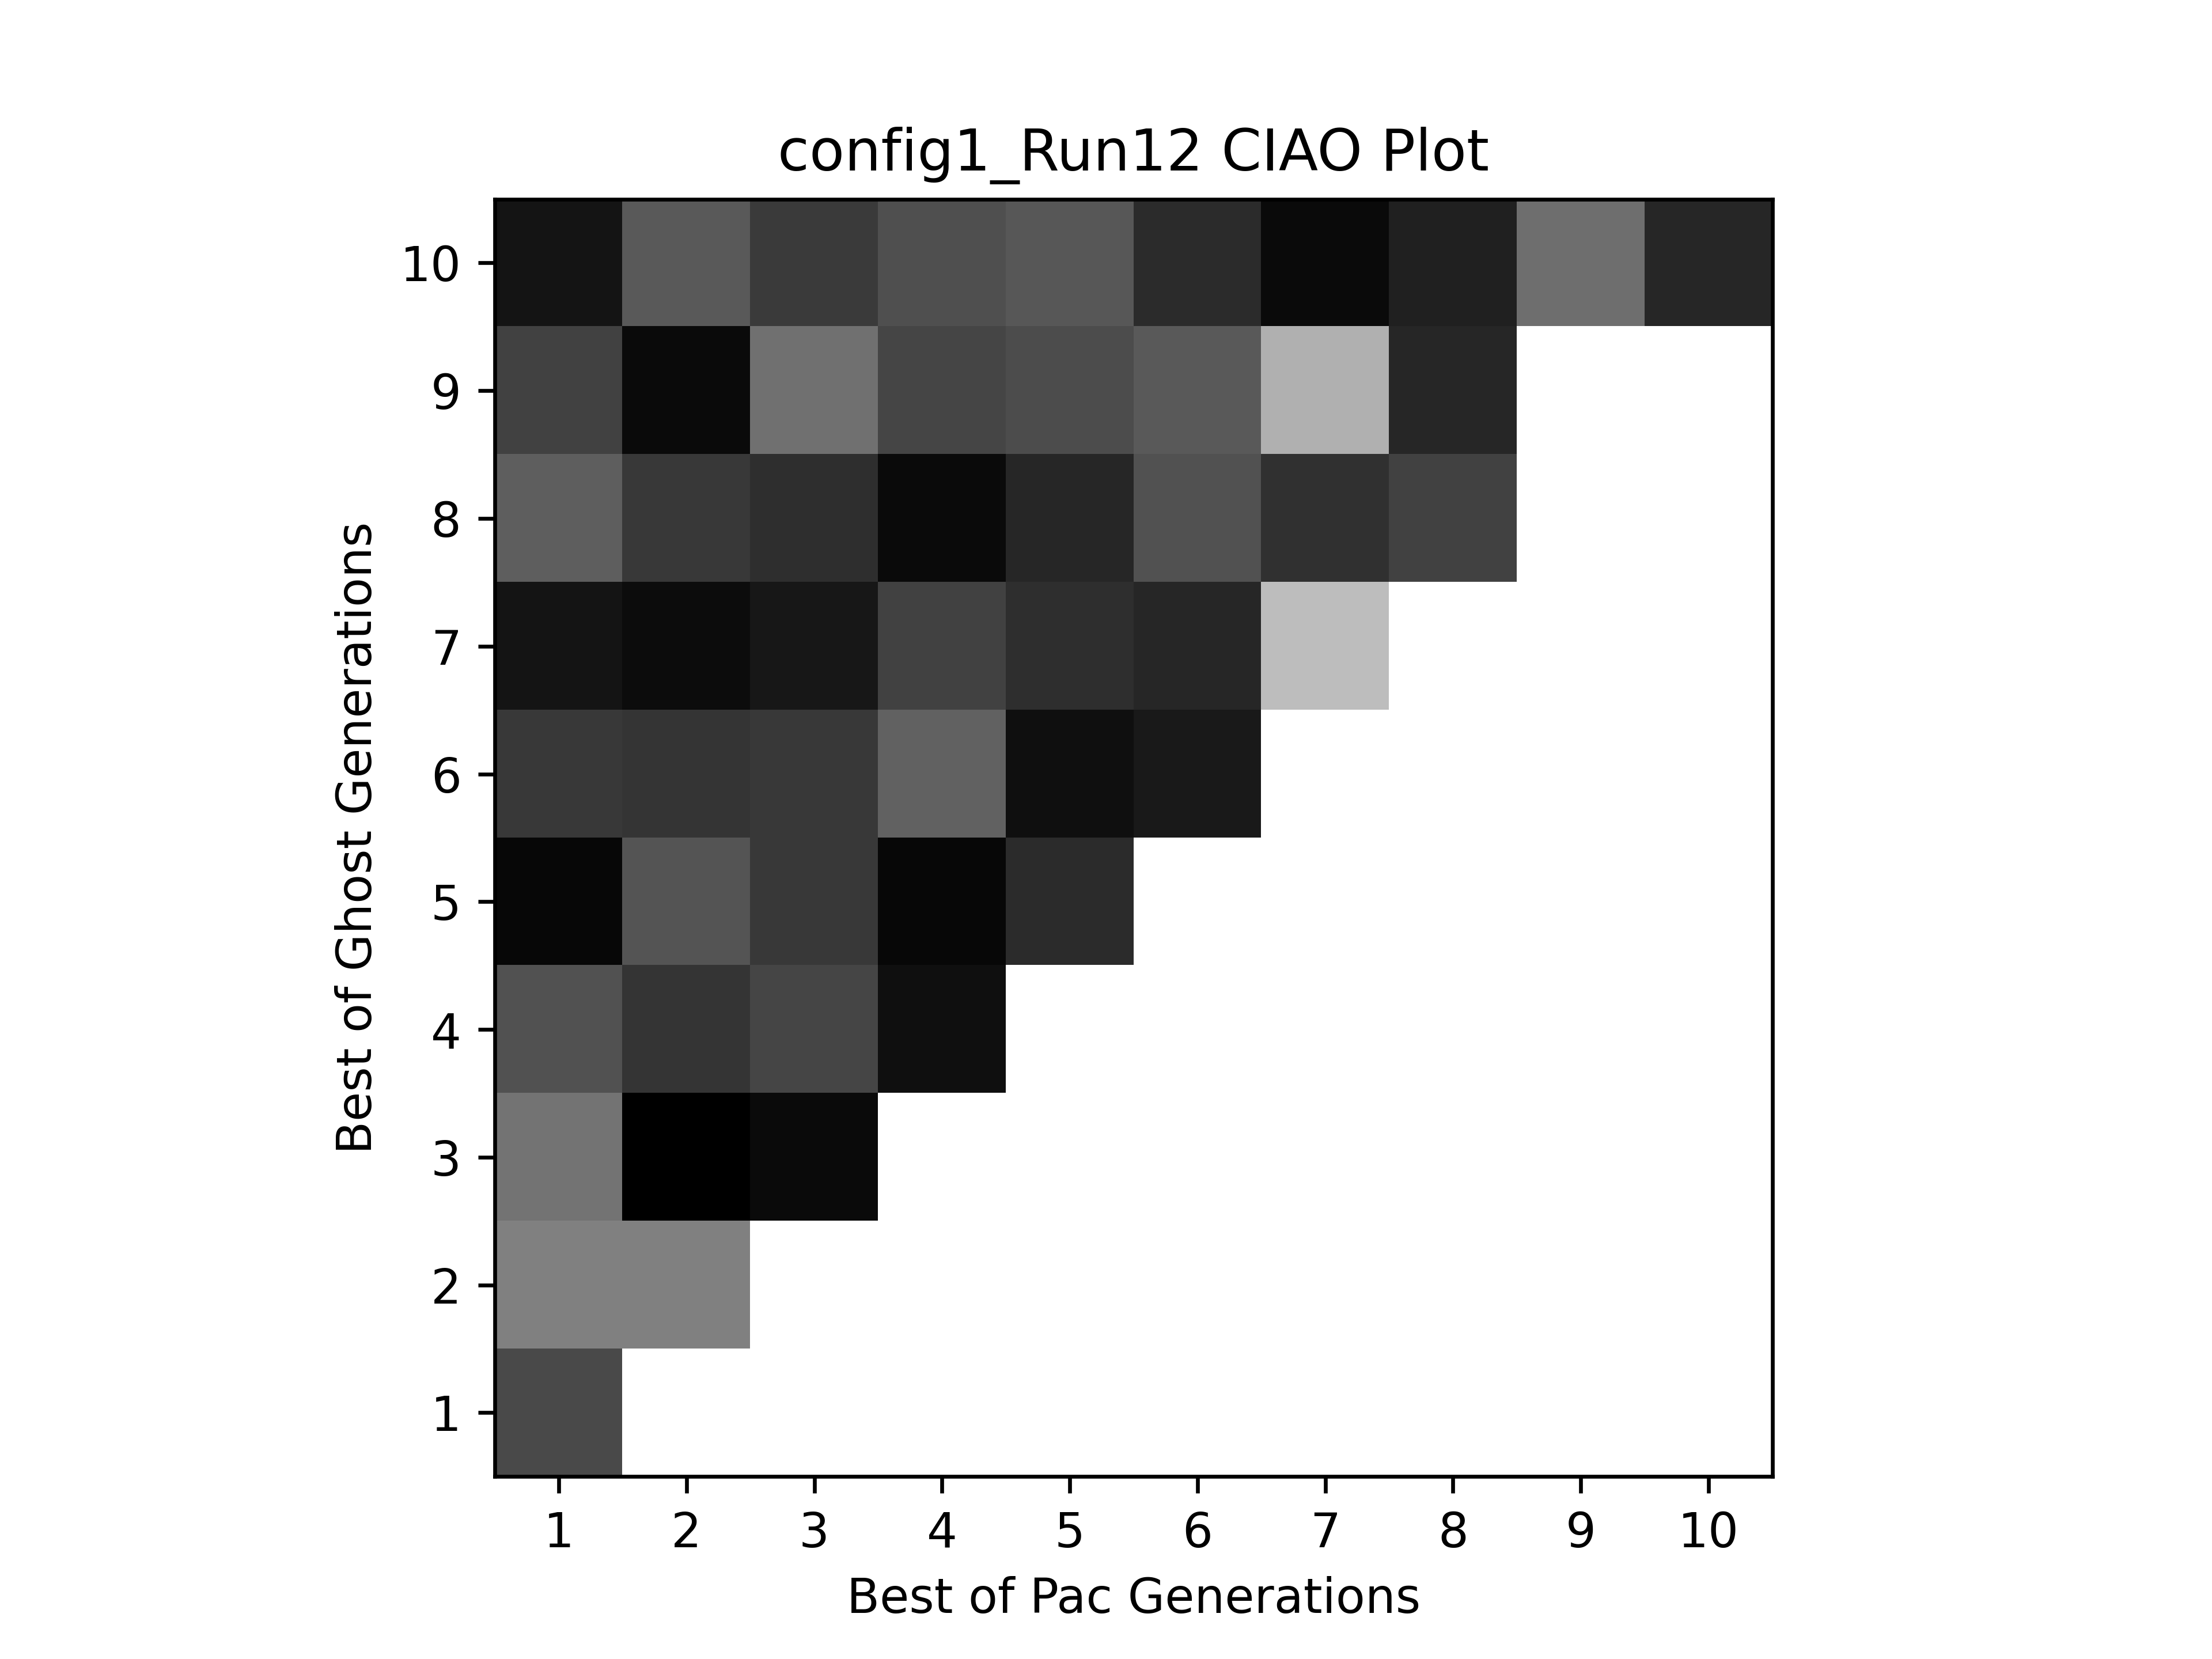 config1_Run12 CIAO Plot
Best of Ghost Generations
10
9
8
7
6
5
4
3
2
1
1 2 3 4 5 6 7 8 9 10
Best of Pac Generations